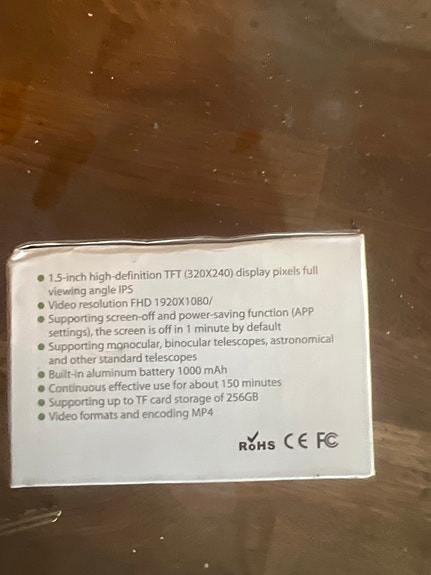 ● 1.5-inch high-definition TFT (320X240) display pixels full
viewing angle IPS
● Video resolution FHD 1920X1080/
● Supporting screen-off and power-saving function (APP
settings), the screen is off in 1 minute by default
● Supporting monocular, binocular telescopes, astronomical
and other standard telescopes
● Built-in aluminum battery 1000 mAh
● Continuous effective use for about 150 minutes
● Supporting up to TF card storage of 256GB
● Video formats and encoding MP4
RoHS CE FC